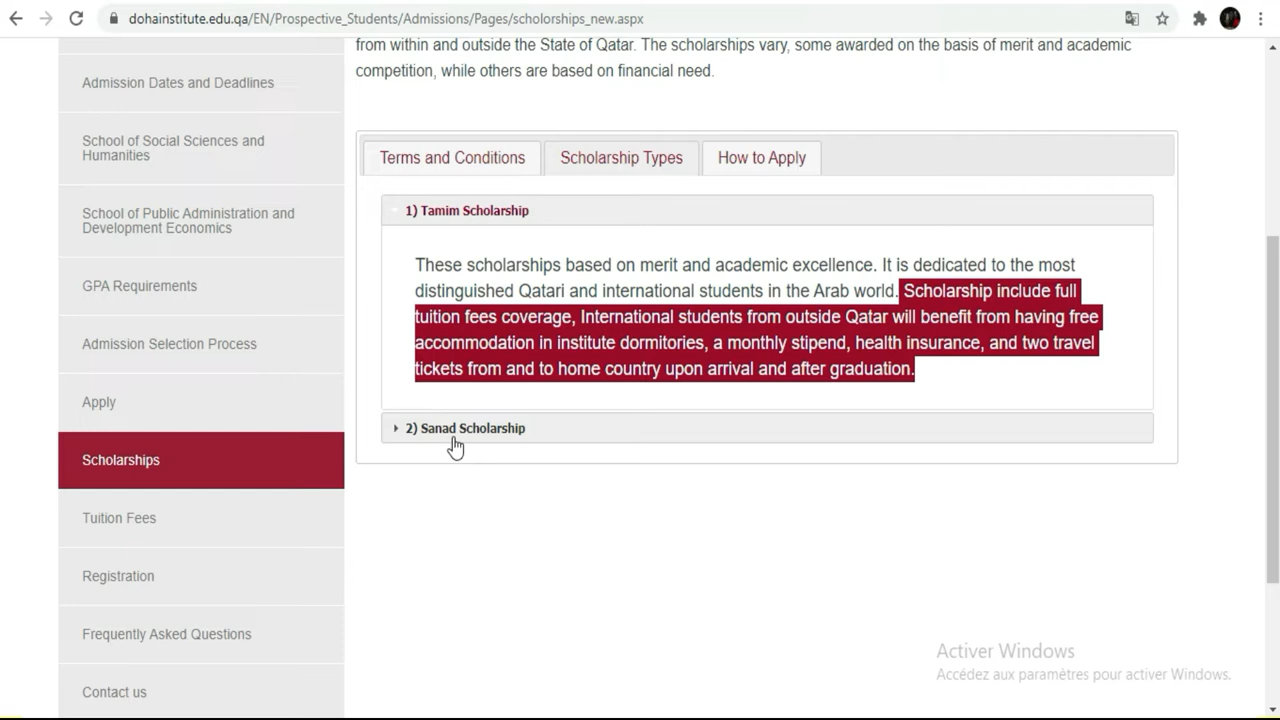 dohainstitute.edu.qa/EN/Prospective_Students/Admissions/Pages/scholorships_new.aspx
from within and outside the State of Qatar. The scholarships vary, some awarded on the basis of merit and academic
competition, while others are based on financial need.
Admission Dates and Deadlines
School of Social Sciences and
Humanities
School of Public Administration and
Development Economics
GPA Requirements
Admission Selection Process
Apply
Scholarships
Tuition Fees
Registration
Frequently Asked Questions
Contact us
Terms and Conditions
Scholarship Types
How to Apply
1) Tamim Scholarship
These scholarships based on merit and academic excellence. It is dedicated to the most
distinguished Qatari and international students in the Arab world. Scholarship include full
tuition fees coverage, International students from outside Qatar will benefit from having free
accommodation in institute dormitories, a monthly stipend, health insurance, and two travel
tickets from and to home country upon arrival and after graduation.
2) Sanad Scholarship
Activer Windows
Accédez aux paramètres pour activer Windows.